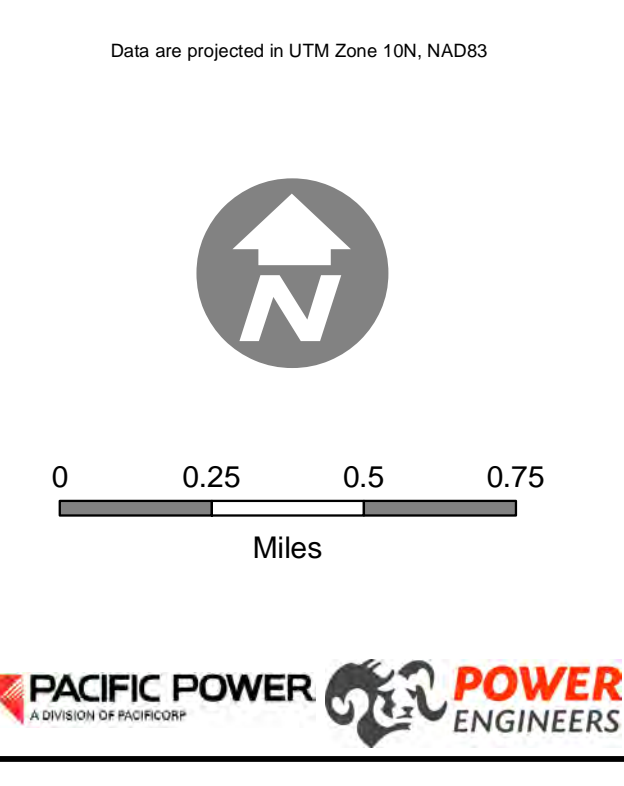 Data are projected in UTM Zone 10N, NAD83
N
0 0.25 0.5 0.75
Miles
PACIFIC POWER
A DIVISION OF PACIFICORP
POWER
ENGINEERS